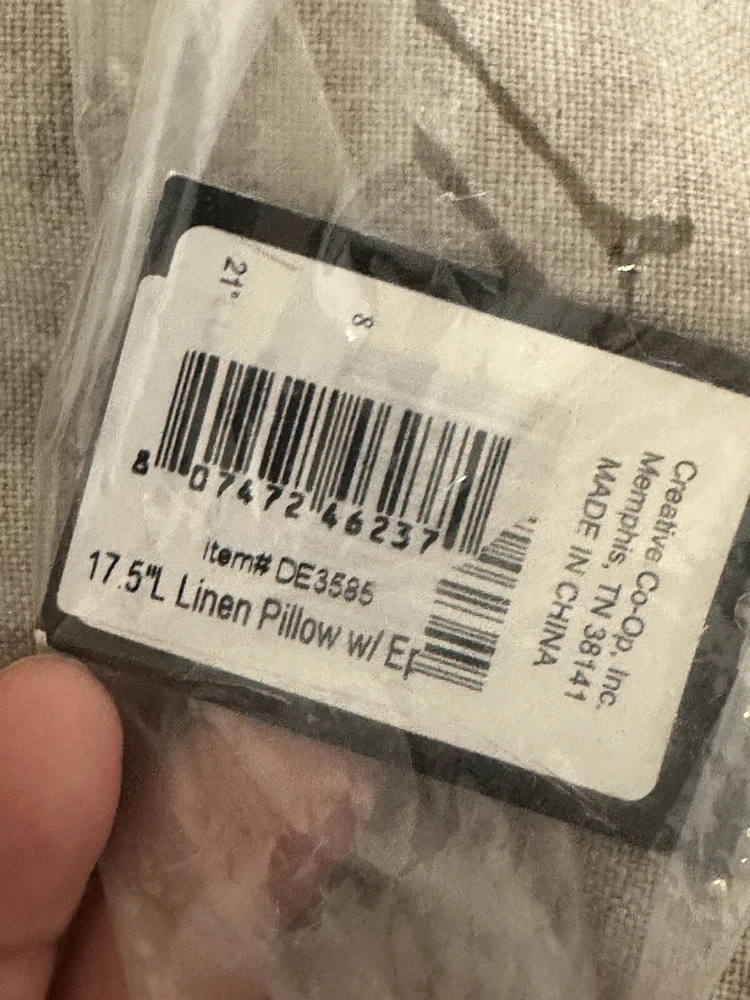 21"
8
8 07472 46237
Item# DE3585
17.5"L Linen Pillow w/
Creative Co-Op, Inc.
Memphis, TN 38141
MADE IN CHINA